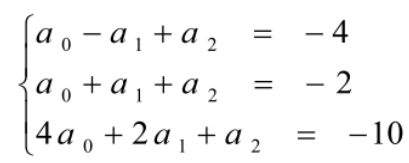 a₀ − a₁ + a₂ = −4
a₀ + a₁ + a₂ = −2
4a₀ + 2a₁ + a₂ = −10